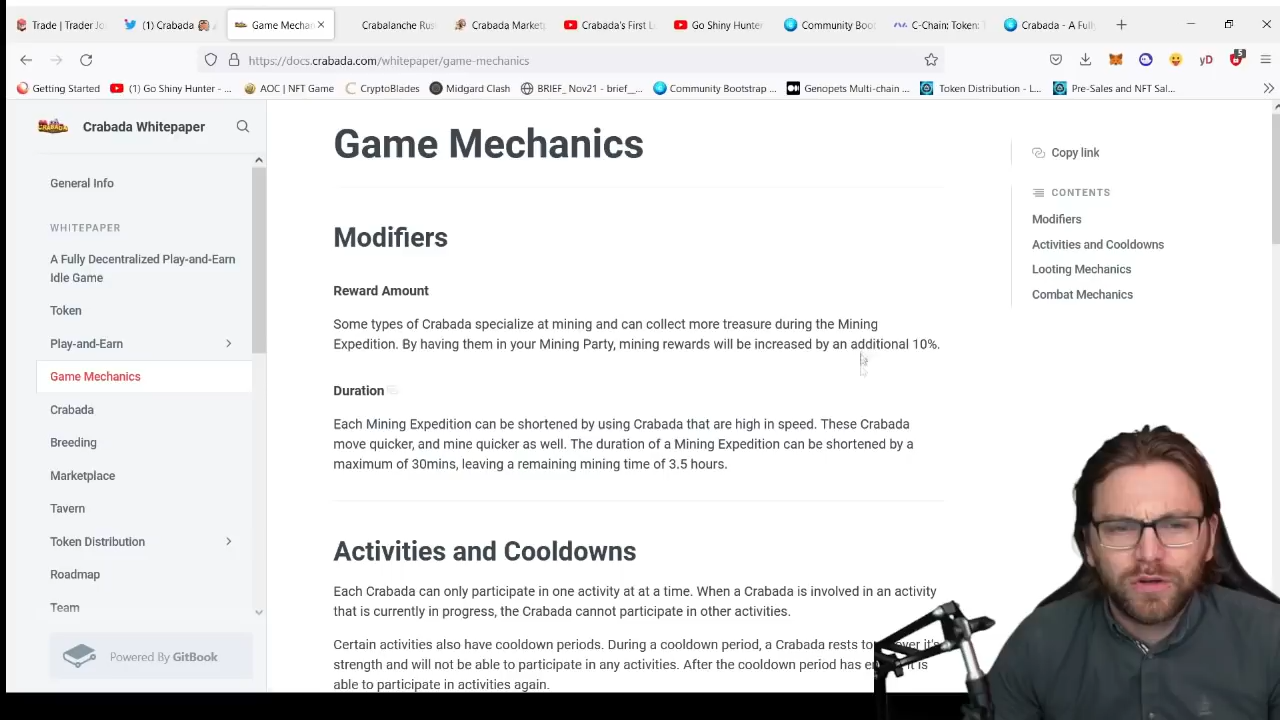 Trade | Trader Joe
(1) Crabada
Game Mechan
Crabalanche Rus
Crabada Market
Crabada's First L
Go Shiny Hunter
Community Boo
C-Chain: Token:
Crabada - A Fully
https://docs.crabada.com/whitepaper/game-mechanics
5
Getting Started
(1) Go Shiny Hunter - ...
AOC | NFT Game
CryptoBlades
Midgard Clash
BRIEF_Nov21 - brief_...
Community Bootstrap ...
Genopets Multi-chain ...
Token Distribution - L...
Pre-Sales and NFT Sal...
CRABADA
Crabada Whitepaper
General Info
WHITEPAPER
A Fully Decentralized Play-and-Earn
Idle Game
Token
Play-and-Earn
Game Mechanics
Crabada
Breeding
Marketplace
Tavern
Token Distribution
Roadmap
Team
Powered By GitBook
Game Mechanics
Modifiers
Reward Amount
Some types of Crabada specialize at mining and can collect more treasure during the Mining
Expedition. By having them in your Mining Party, mining rewards will be increased by an additional 10%.
Duration
Each Mining Expedition can be shortened by using Crabada that are high in speed. These Crabada
move quicker, and mine quicker as well. The duration of a Mining Expedition can be shortened by a
maximum of 30mins, leaving a remaining mining time of 3.5 hours.
Activities and Cooldowns
Each Crabada can only participate in one activity at at a time. When a Crabada is involved in an activity
that is currently in progress, the Crabada cannot participate in other activities.
Certain activities also have cooldown periods. During a cooldown period, a Crabada rests to it's
strength and will not be able to participate in any activities. After the cooldown period has it is
able to participate in activities again.
Copy link
CONTENTS
Modifiers
Activities and Cooldowns
Looting Mechanics
Combat Mechanics